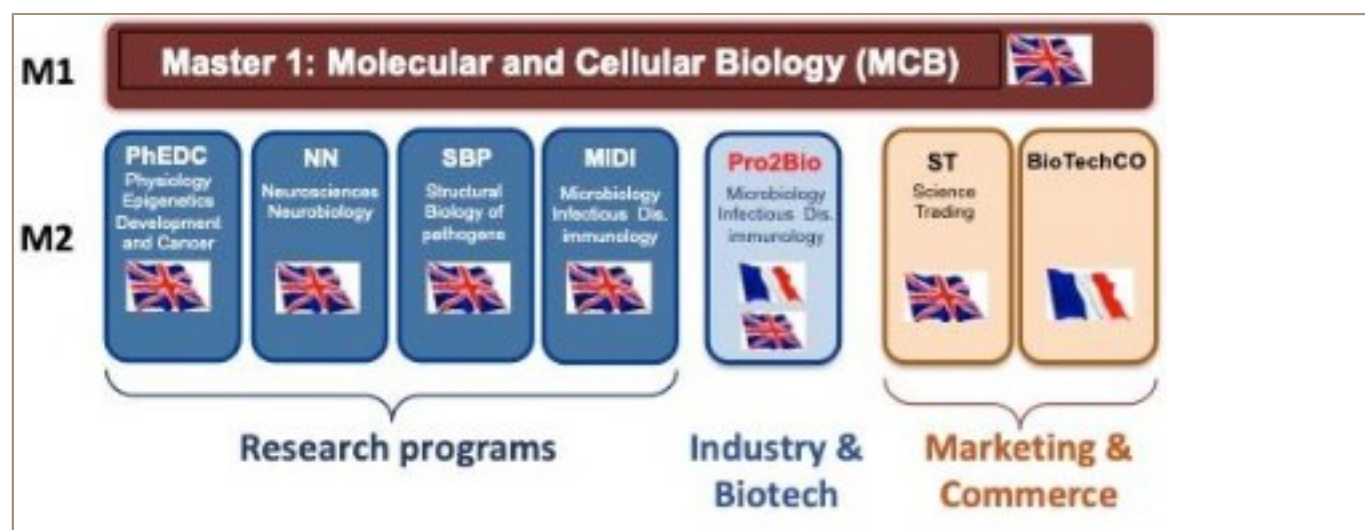 M1
Master 1: Molecular and Cellular Biology (MCB)
M2
PhEDC
Physiology
Epigenetics
Development
and Cancer
NN
Neurosciences
Neurobiology
SBP
Structural
Biology of
pathogens
MIDI
Microbiology
Infectious Dis.
immunology
Pro2Bio
Microbiology
Infectious Dis.
immunology
ST
Science
Trading
BioTechCO
Research programs
Industry &
Biotech
Marketing &
Commerce